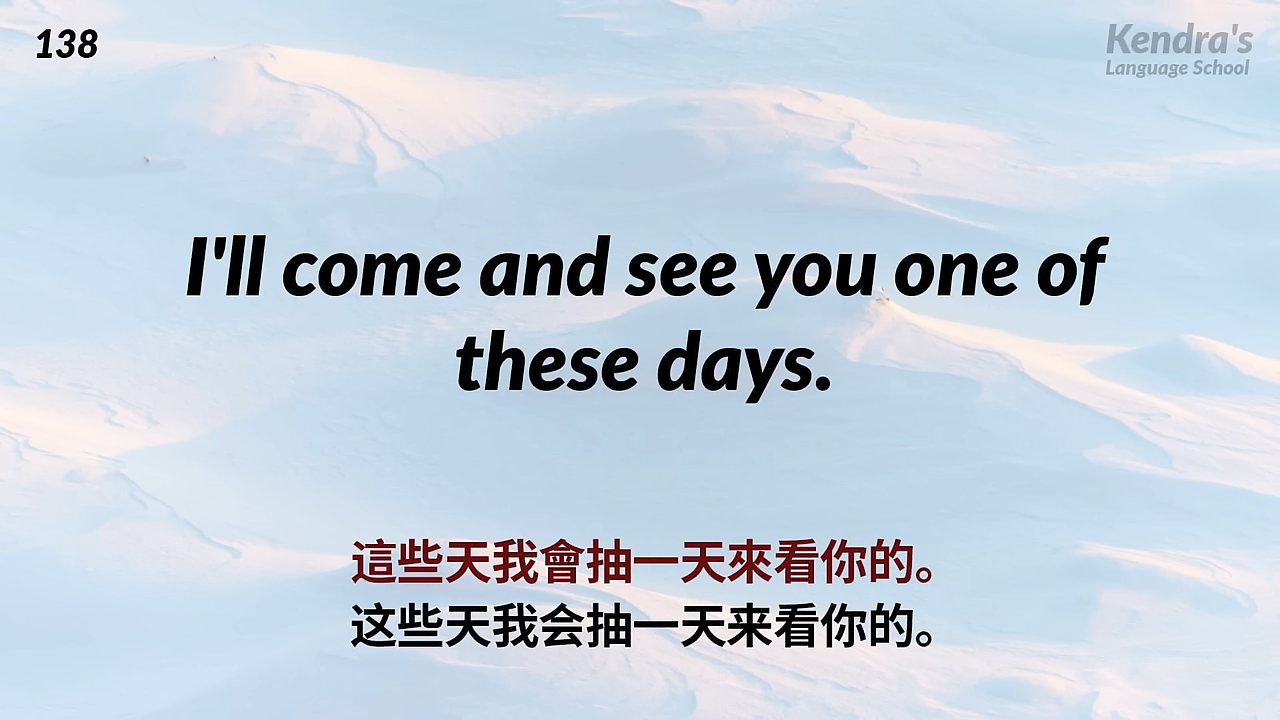 138
Kendra's
Language School
I'll come and see you one of
these days.
這些天我會抽一天來看你的。
这些天我会抽一天来看你的。